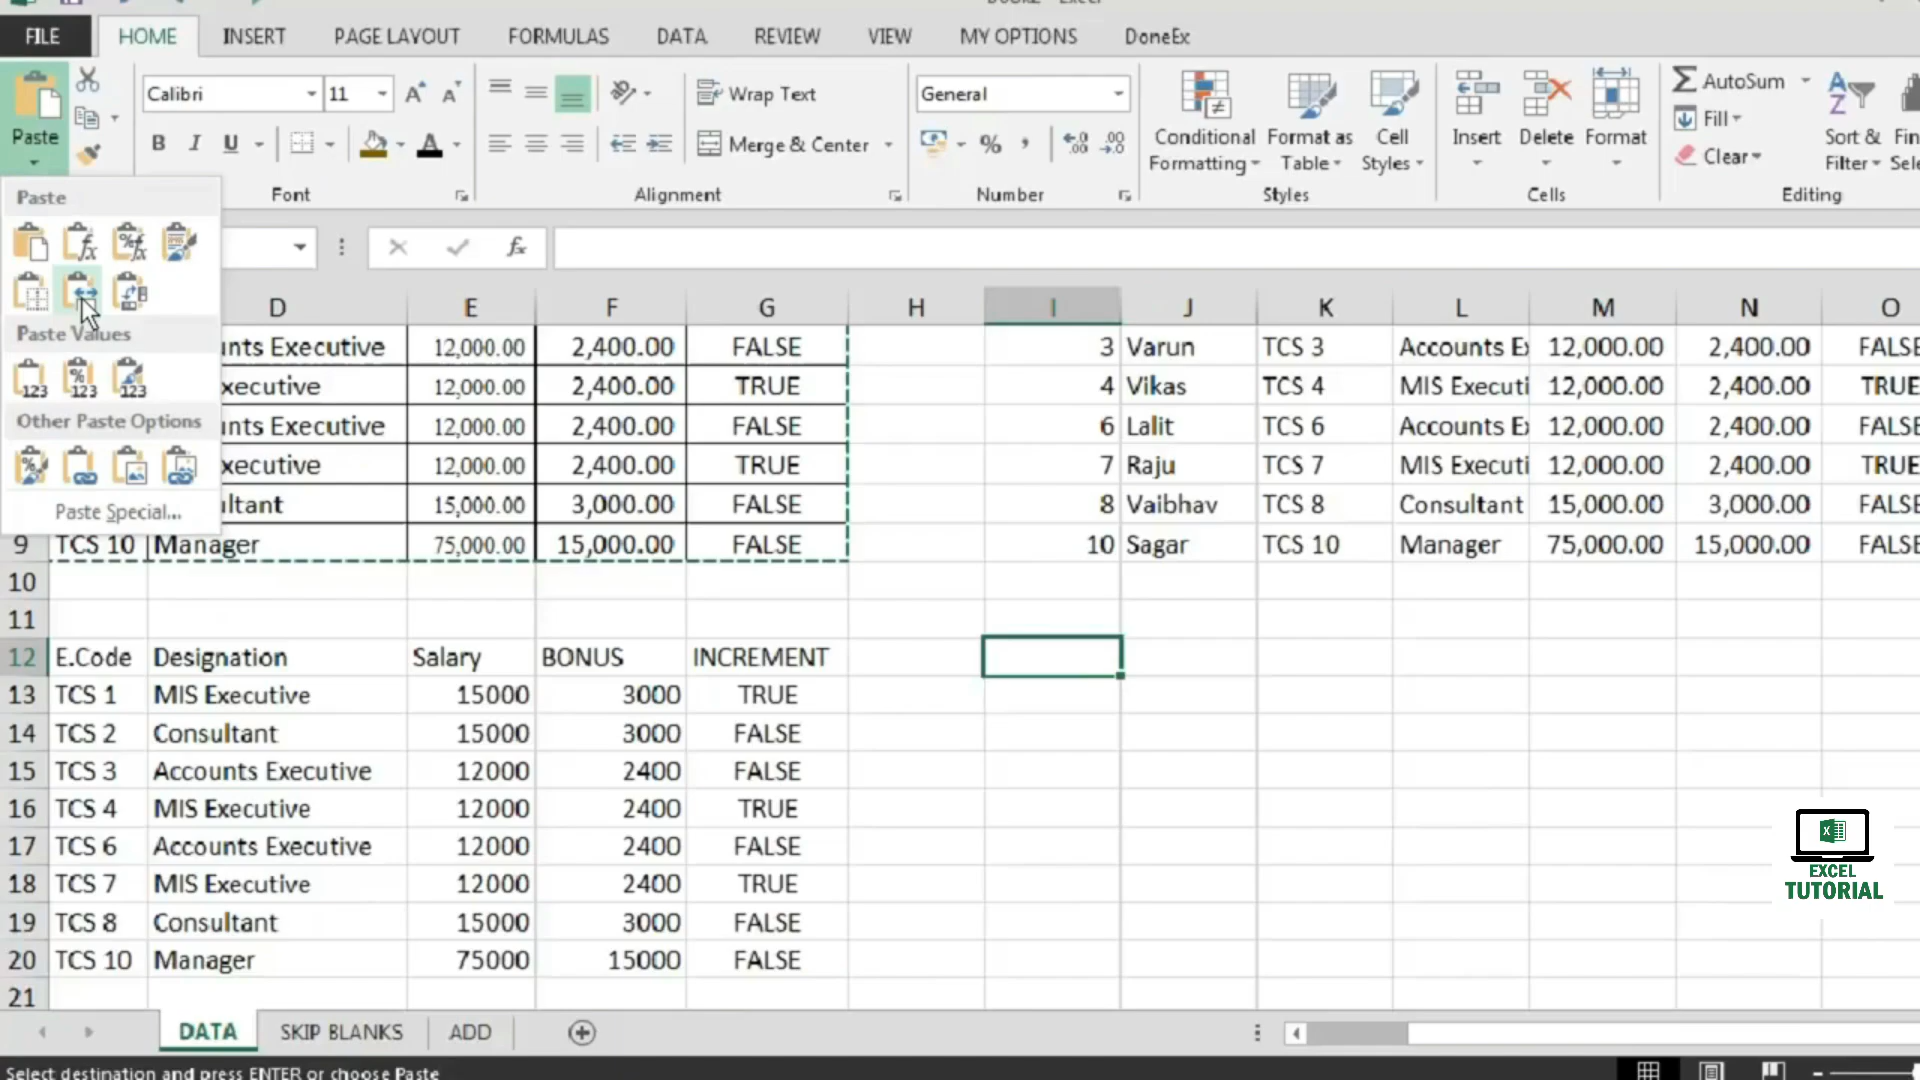 FILE HOME INSERT PAGE LAYOUT FORMULAS DATA REVIEW VIEW MY OPTIONS DoneEx
Paste Calibri 11 Wrap Text General Conditional Formatting Format as Table Cell Styles Insert Delete Format AutoSum Sort & Filter
B I U Merge & Center % , Fill Clear
Font Alignment Number Styles Cells Editing
Paste
Paste Values
Other Paste Options
Paste Special...
D E F G H I J K L M N O
nts Executive 12,000.00 2,400.00 FALSE 3 Varun TCS 3 Accounts E 12,000.00 2,400.00 FALSE
xecutive 12,000.00 2,400.00 TRUE 4 Vikas TCS 4 MIS Executi 12,000.00 2,400.00 TRUE
nts Executive 12,000.00 2,400.00 FALSE 6 Lalit TCS 6 Accounts E 12,000.00 2,400.00 FALSE
xecutive 12,000.00 2,400.00 TRUE 7 Raju TCS 7 MIS Executi 12,000.00 2,400.00 TRUE
ltant 15,000.00 3,000.00 FALSE 8 Vaibhav TCS 8 Consultant 15,000.00 3,000.00 FALSE
9 TCS 10 Manager 75,000.00 15,000.00 FALSE 10 Sagar TCS 10 Manager 75,000.00 15,000.00 FALSE
10
11
12 E.Code Designation Salary BONUS INCREMENT
13 TCS 1 MIS Executive 15000 3000 TRUE
14 TCS 2 Consultant 15000 3000 FALSE
15 TCS 3 Accounts Executive 12000 2400 FALSE
16 TCS 4 MIS Executive 12000 2400 TRUE
17 TCS 6 Accounts Executive 12000 2400 FALSE
18 TCS 7 MIS Executive 12000 2400 TRUE
19 TCS 8 Consultant 15000 3000 FALSE
20 TCS 10 Manager 75000 15000 FALSE
21
EXCEL
TUTORIAL
DATA SKIP BLANKS ADD
Select destination and press ENTER or choose Paste